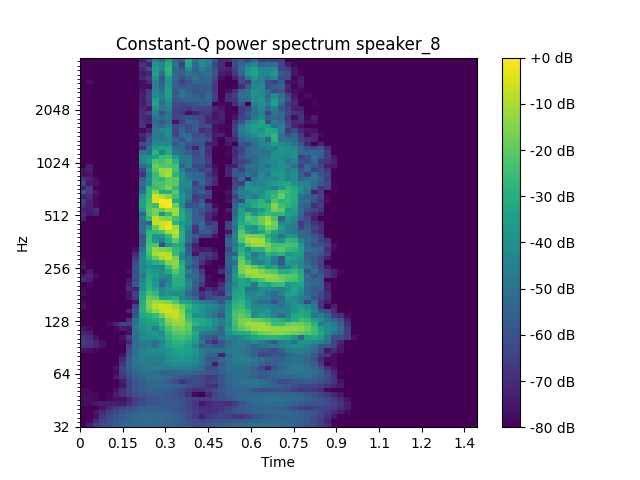 Constant-Q power spectrum speaker_8
Hz
2048
1024
512
256
128
64
32
0 0.15 0.3 0.45 0.6 0.75 0.9 1.1 1.2 1.4
Time
+0 dB
-10 dB
-20 dB
-30 dB
-40 dB
-50 dB
-60 dB
-70 dB
-80 dB